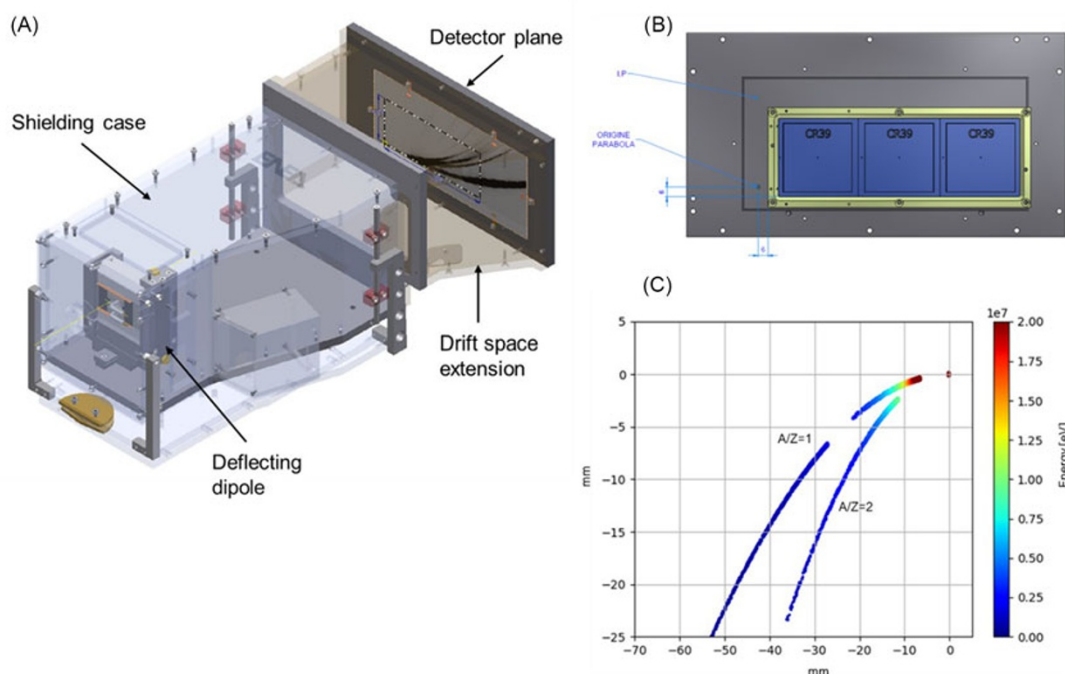 (A)
Detector plane
Shielding case
Drift space
extension
Deflecting
dipole
(B)
I.P
ORIGINE
PARABOLA
CR39
CR39
CR39
6
(C)
1e7
5
0
−5
−10
−15
−20
−25
mm
−70
−60
−50
−40
−30
−20
−10
0
mm
A/Z=1
A/Z=2
2.00
1.75
1.50
1.25
1.00
0.75
0.50
0.25
0.00
Energy[eV]